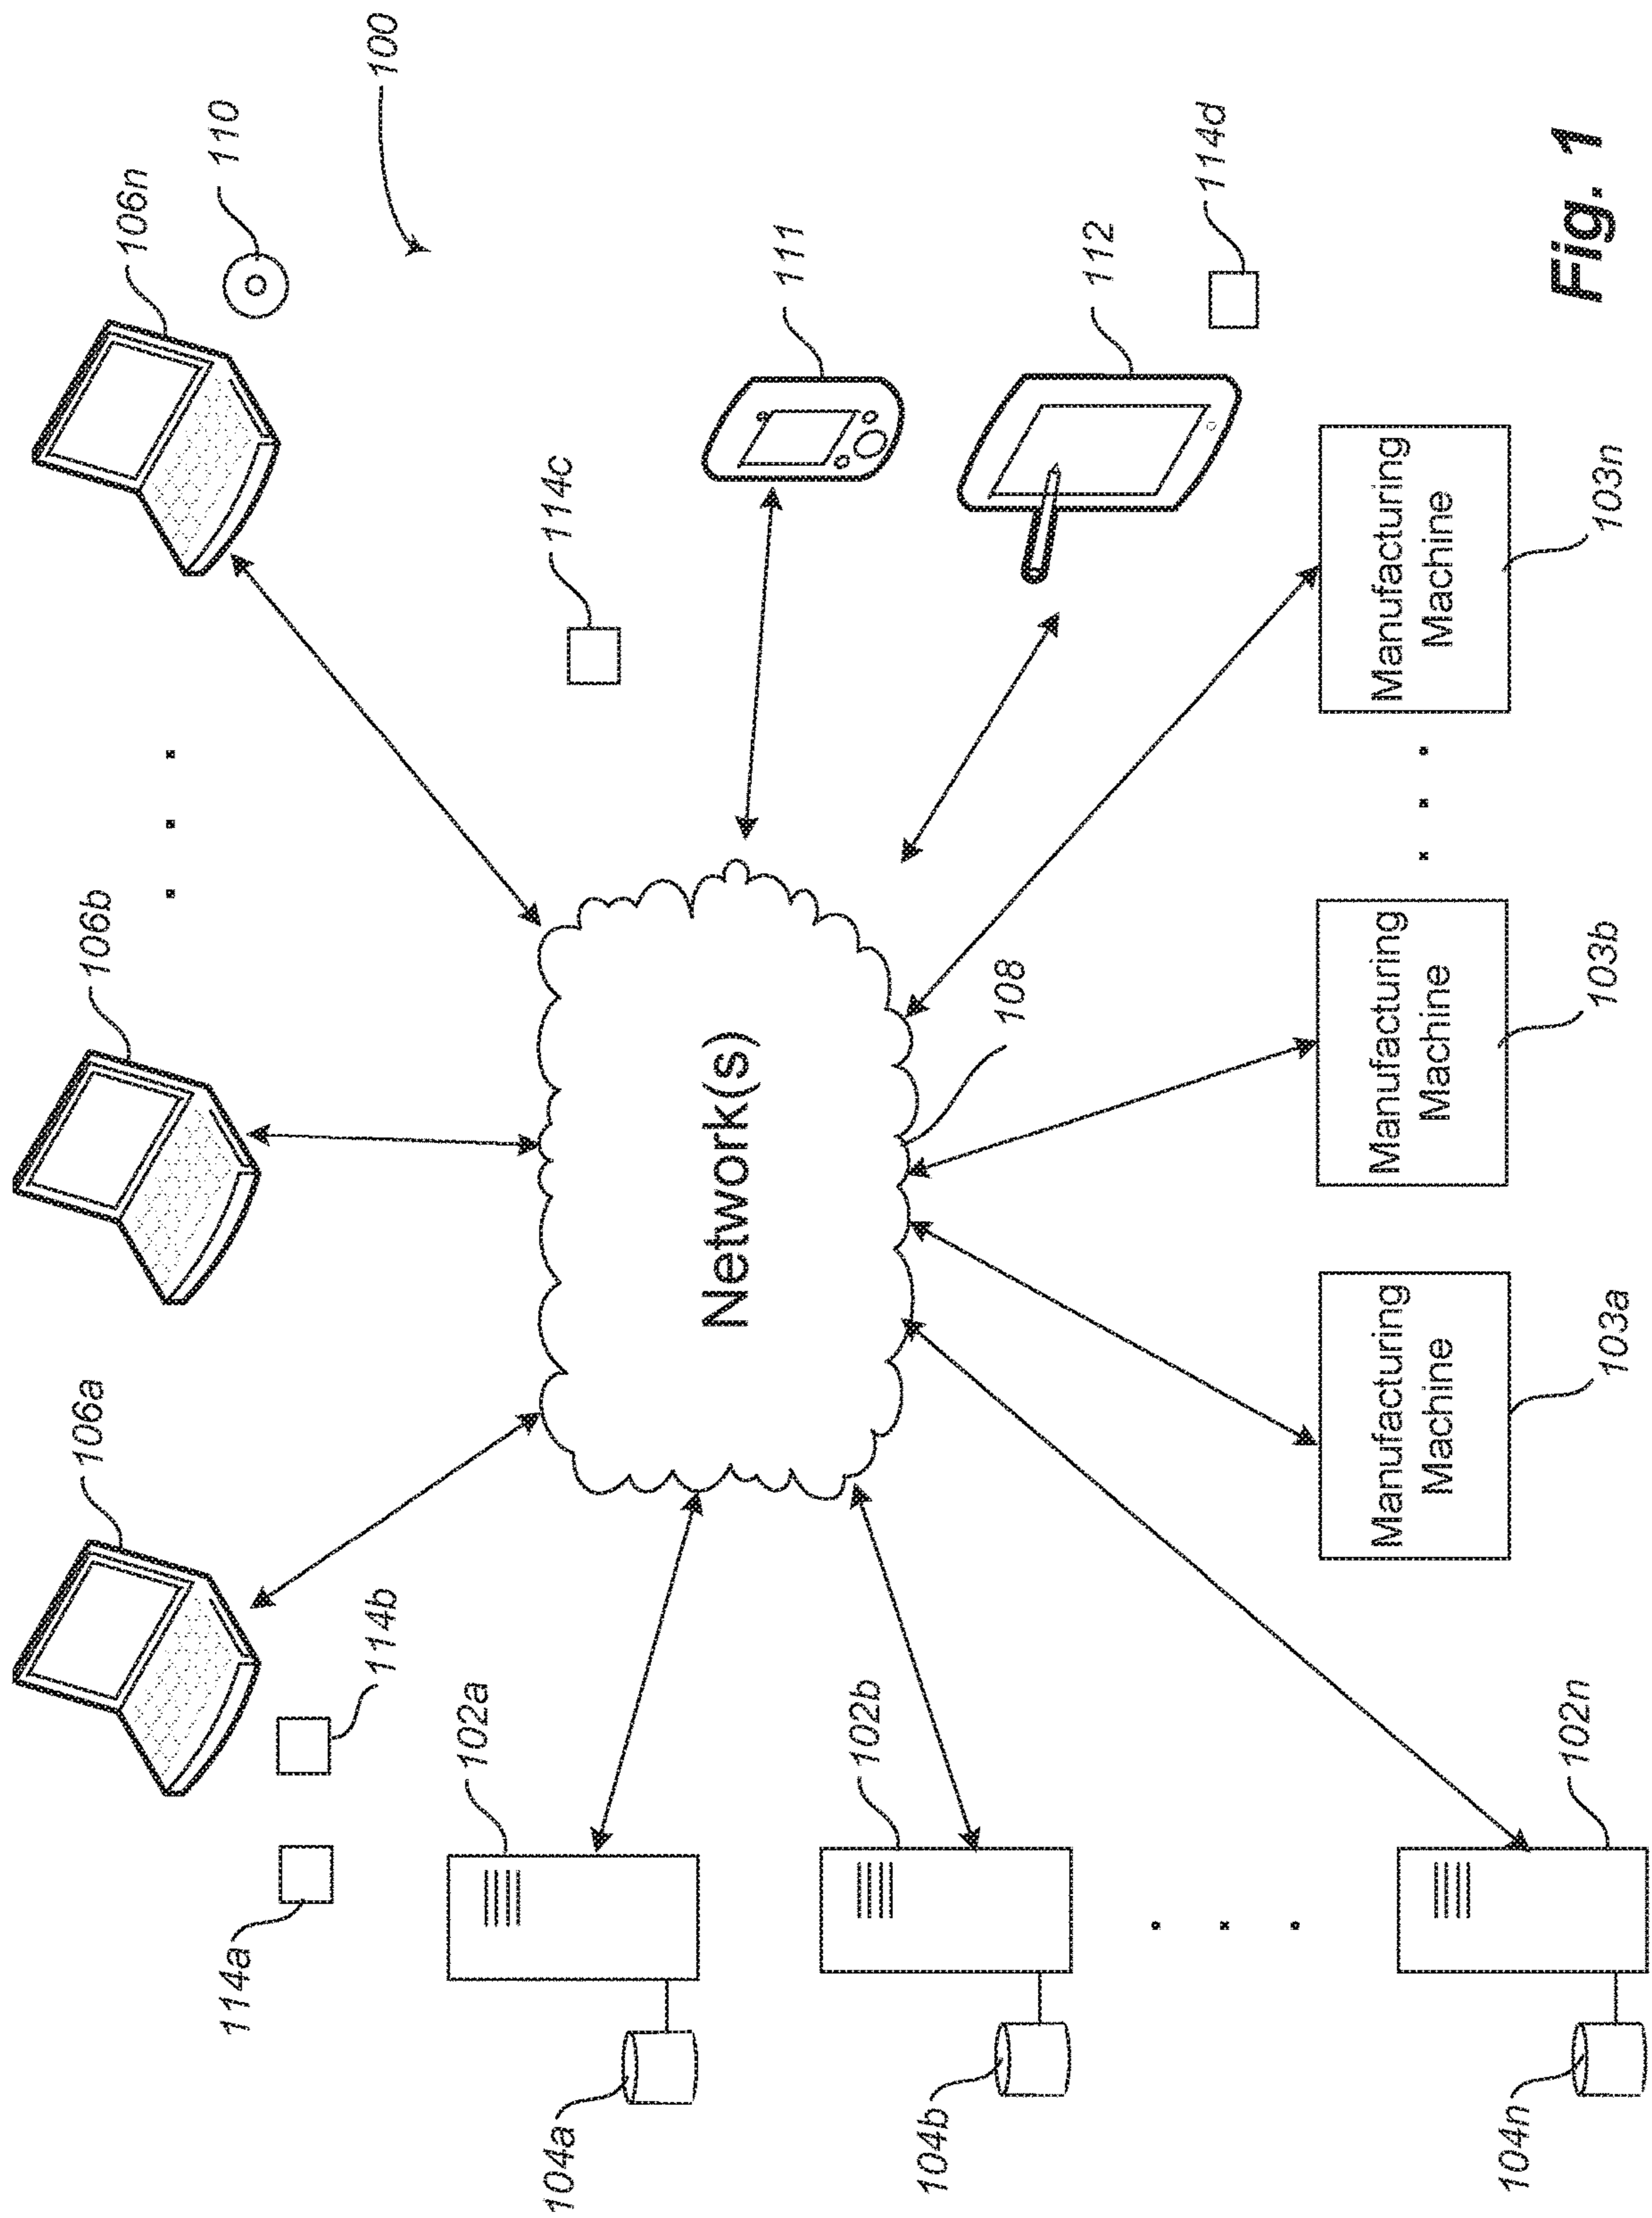 106a
106b
106n
110
100
114a
114b
114c
102a
104a
Network(s)
108
111
102b
104b
112
114d
Manufacturing
Machine
103a
Manufacturing
Machine
103b
Manufacturing
Machine
103n
102n
104n
Fig. 1